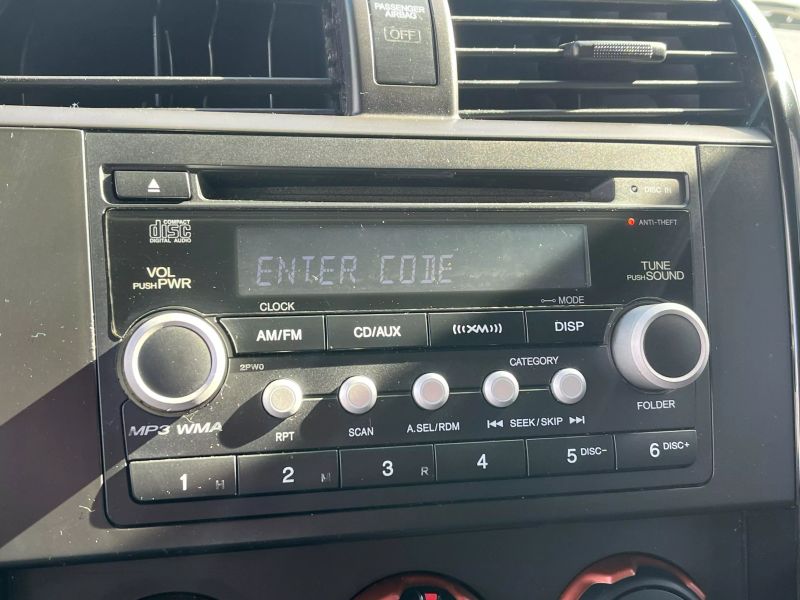 PASSENGER
AIRBAG
OFF
DISC IN
COMPACT
disc
DIGITAL AUDIO
ANTI-THEFT
ENTER CODE
VOL
PUSH PWR
TUNE
PUSH SOUND
CLOCK
MODE
AM/FM
CD/AUX
XM
DISP
2PW0
CATEGORY
MP3 WMA
RPT
SCAN
A.SEL/RDM
SEEK/SKIP
FOLDER
1 H
2 M
3 R
4
5 DISC−
6 DISC+